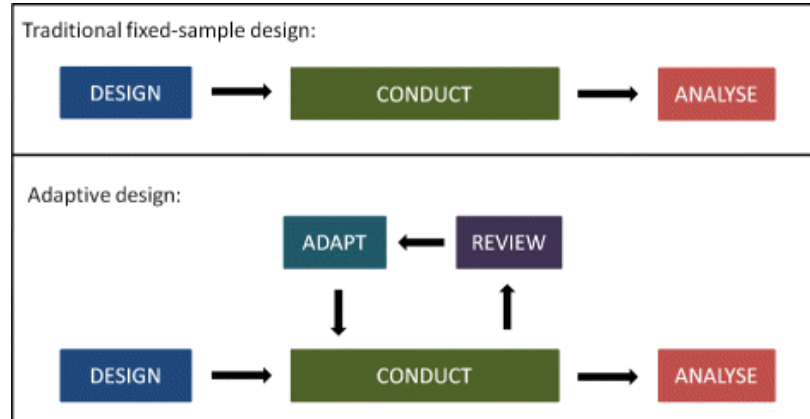 Traditional fixed-sample design:
DESIGN CONDUCT ANALYSE
Adaptive design:
ADAPT REVIEW
DESIGN CONDUCT ANALYSE